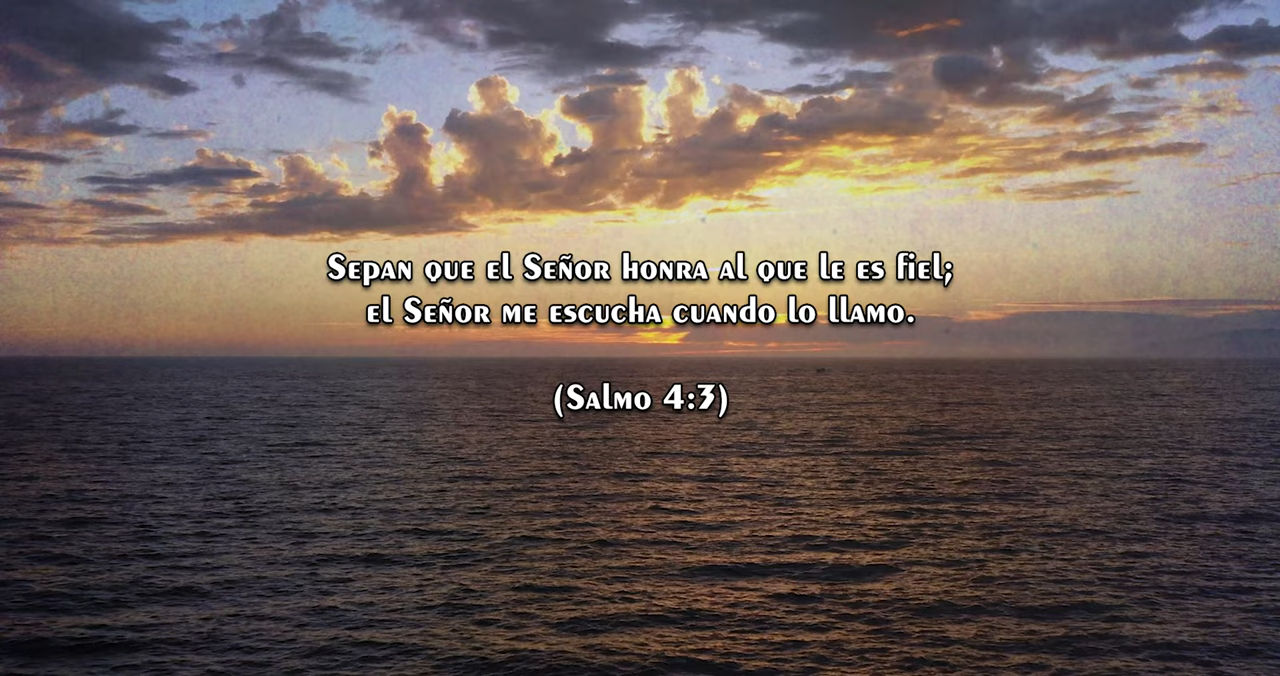 Sepan que el Señor honra al que le es fiel;
el Señor me escucha cuando lo llamo.
(Salmo 4:3)